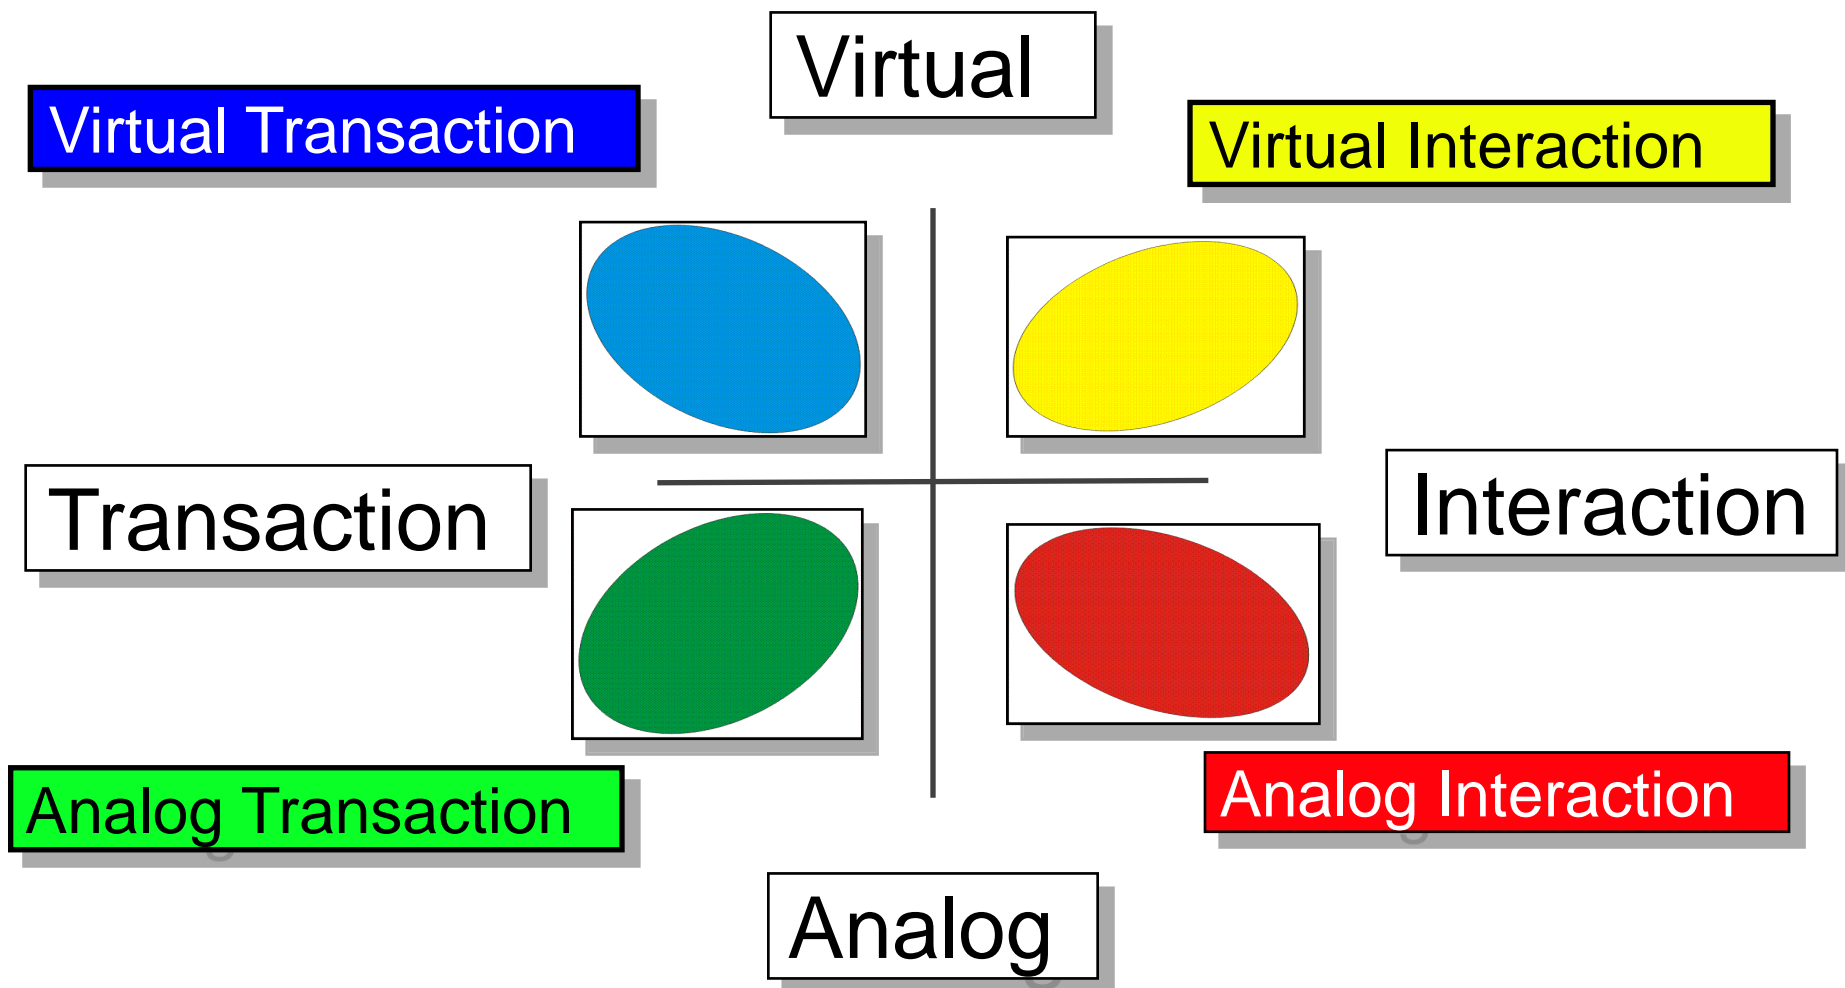 Virtual
Virtual Transaction
Virtual Interaction
Transaction
Interaction
Analog Transaction
Analog Interaction
Analog